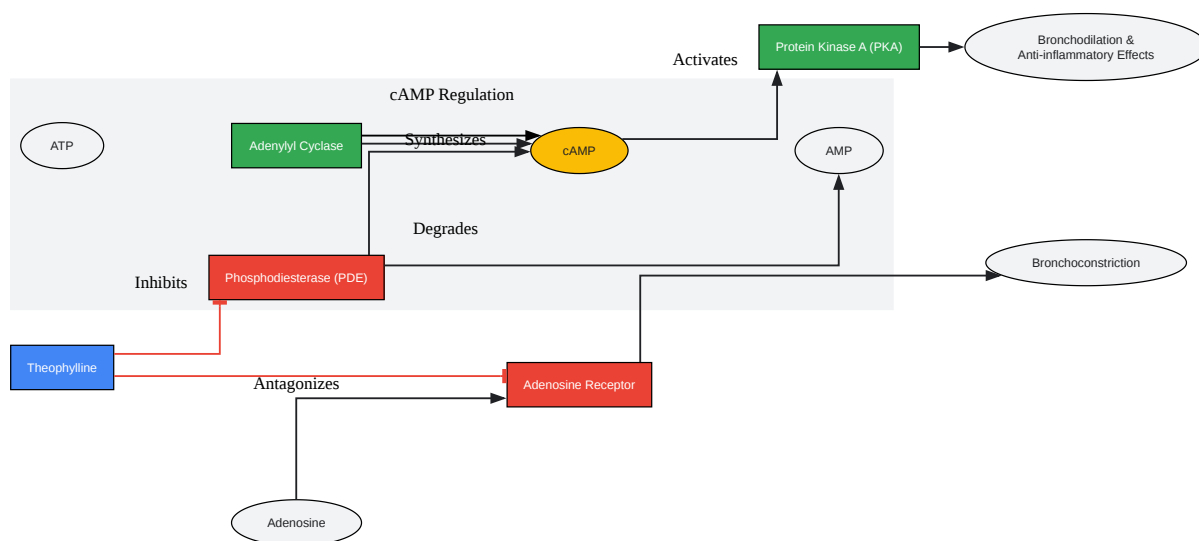 Protein Kinase A (PKA)
Bronchodilation &
Anti-inflammatory Effects
Activates
cAMP Regulation
ATP
Adenylyl Cyclase
Synthesizes
cAMP
AMP
Degrades
Phosphodiesterase (PDE)
Inhibits
Bronchoconstriction
Theophylline
Antagonizes
Adenosine Receptor
Adenosine